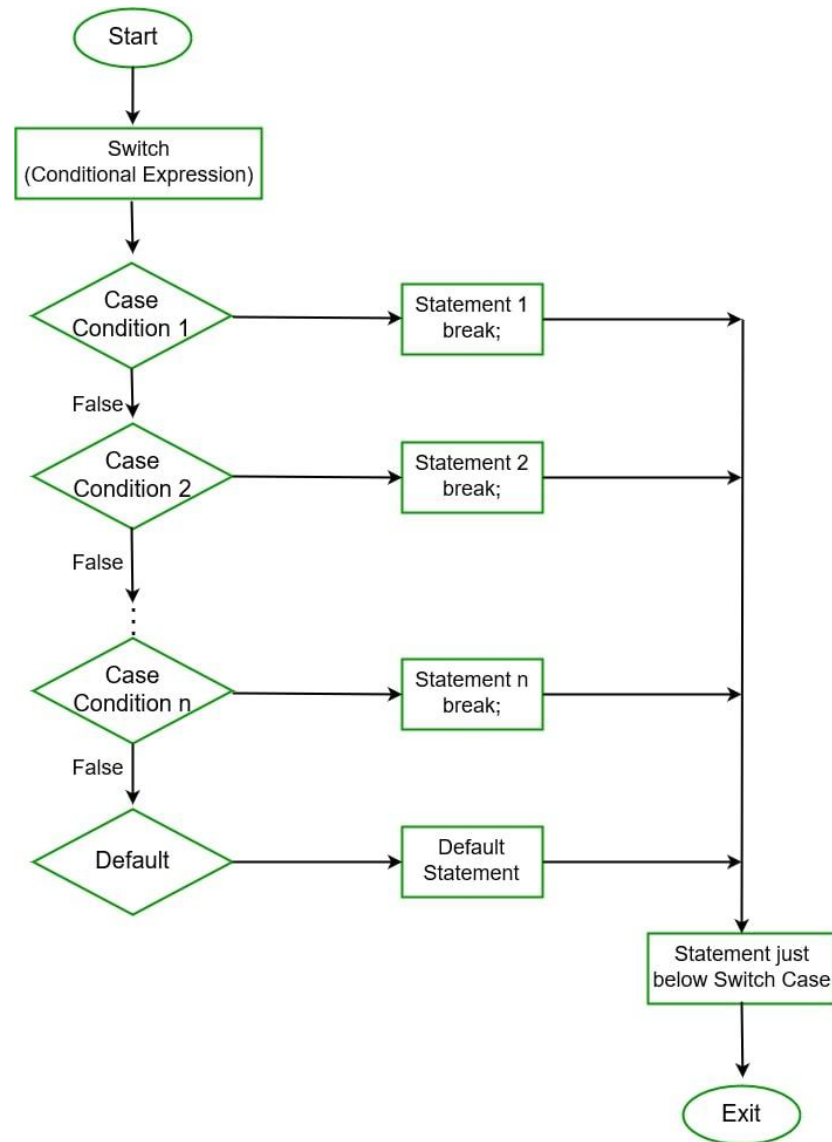 Start
Switch
(Conditional Expression)
Case
Condition 1
Statement 1
break;
False
Case
Condition 2
Statement 2
break;
False
Case
Condition n
Statement n
break;
False
Default
Default
Statement
Statement just
below Switch Case
Exit